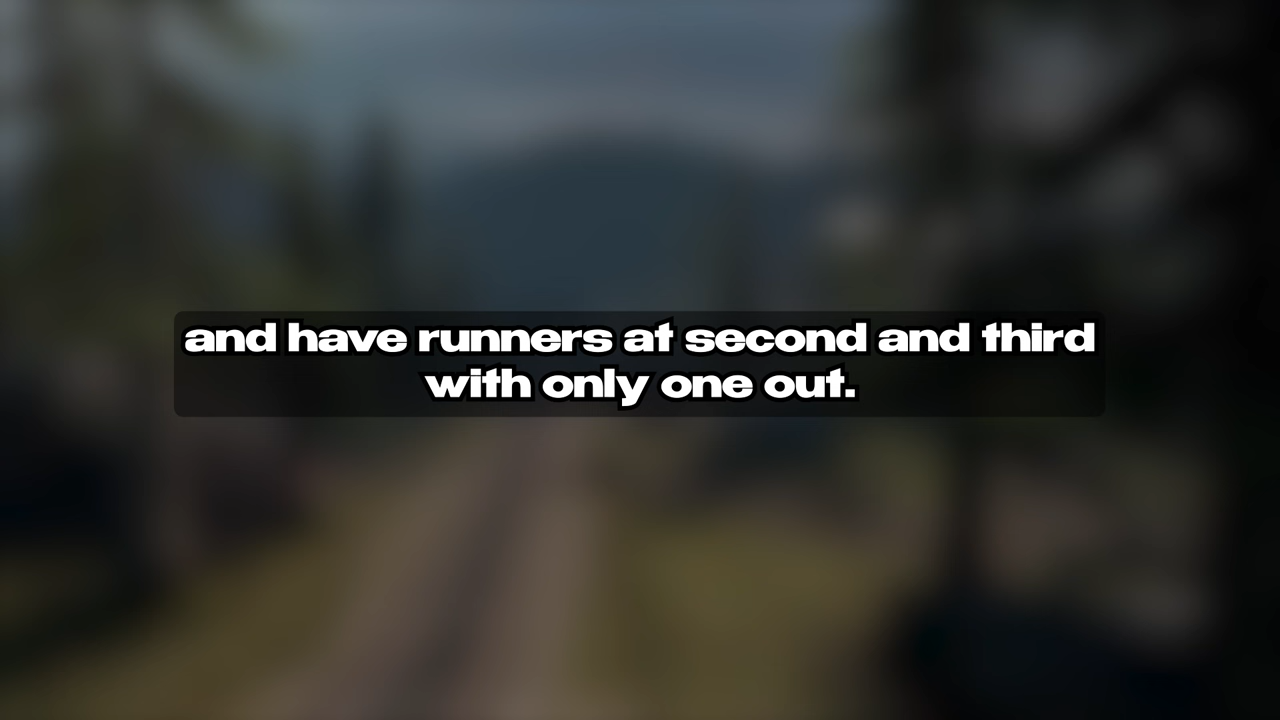 and have runners at second and third
with only one out.